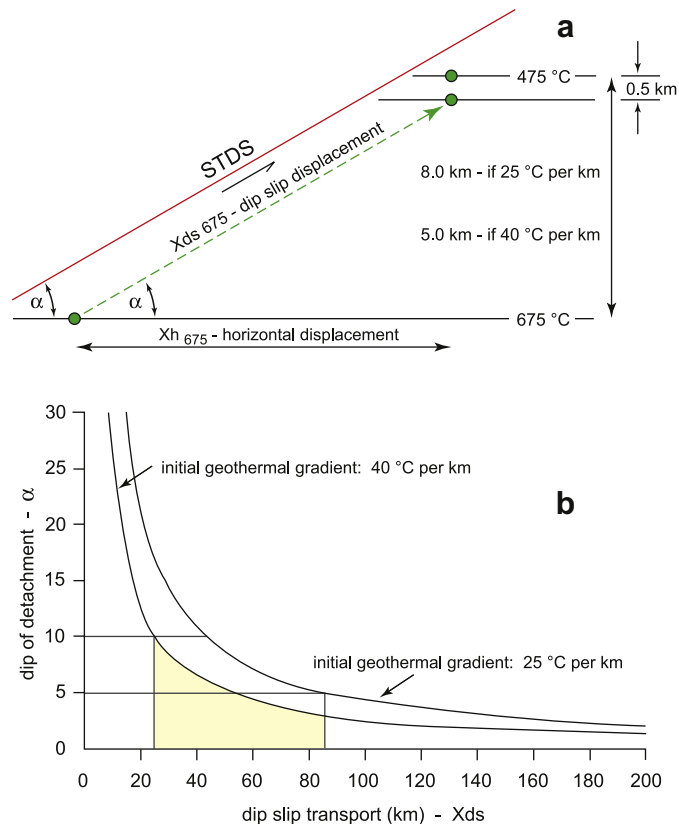 a
475 °C
0.5 km
STDS
Xds 675 - dip slip displacement
8.0 km - if 25 °C per km
5.0 km - if 40 °C per km
α
α
675 °C
Xh 675 - horizontal displacement
b
30
25
20
15
10
5
0
dip of detachment - α
initial geothermal gradient: 40 °C per km
initial geothermal gradient: 25 °C per km
0
20
40
60
80
100
120
140
160
180
200
dip slip transport (km) - Xds